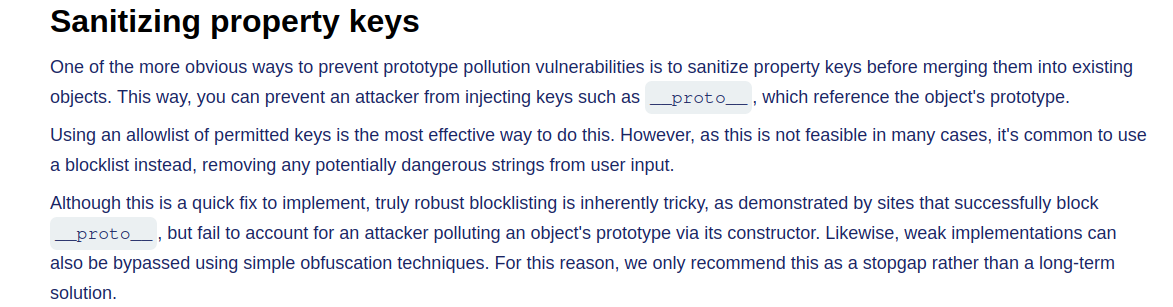 Sanitizing property keys
One of the more obvious ways to prevent prototype pollution vulnerabilities is to sanitize property keys before merging them into existing
objects. This way, you can prevent an attacker from injecting keys such as __proto__, which reference the object's prototype.
Using an allowlist of permitted keys is the most effective way to do this. However, as this is not feasible in many cases, it's common to use
a blocklist instead, removing any potentially dangerous strings from user input.
Although this is a quick fix to implement, truly robust blocklisting is inherently tricky, as demonstrated by sites that successfully block
__proto__, but fail to account for an attacker polluting an object's prototype via its constructor. Likewise, weak implementations can
also be bypassed using simple obfuscation techniques. For this reason, we only recommend this as a stopgap rather than a long-term
solution.